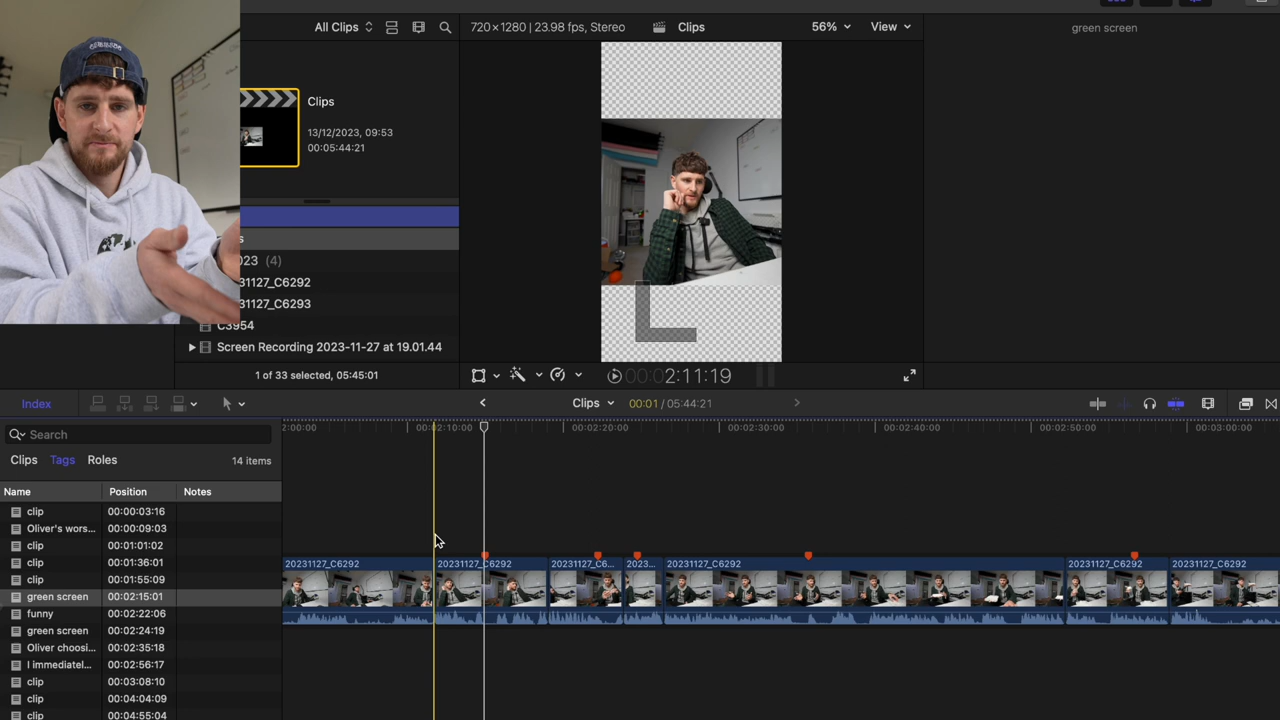 All Clips
720×1280 | 23.98 fps, Stereo
Clips
56%
View
green screen
Clips
13/12/2023, 09:53
00:05:44:21
s
023 (4)
31127_C6292
31127_C6293
C3954
Screen Recording 2023-11-27 at 19.01.44
1 of 33 selected, 05:45:01
00:02:11:19
Index
Clips
00:01 / 05:44:21
Search
Clips Tags Roles
14 items
Name Position Notes
clip 00:00:03:16
Oliver's wors... 00:00:09:03
clip 00:01:01:02
clip 00:01:36:01
clip 00:01:55:09
green screen 00:02:15:01
funny 00:02:22:06
green screen 00:02:24:19
Oliver choosi... 00:02:35:18
I immediatel... 00:02:56:17
clip 00:03:08:10
clip 00:04:04:09
clip 00:04:55:04
2:00:00 00:02:10:00 00:02:20:00 00:02:30:00 00:02:40:00 00:02:50:00 00:03:00:00
20231127_C6292 20231127_C6292 20231127_C6... 2023... 20231127_C6292 20231127_C6292 20231127_C6292